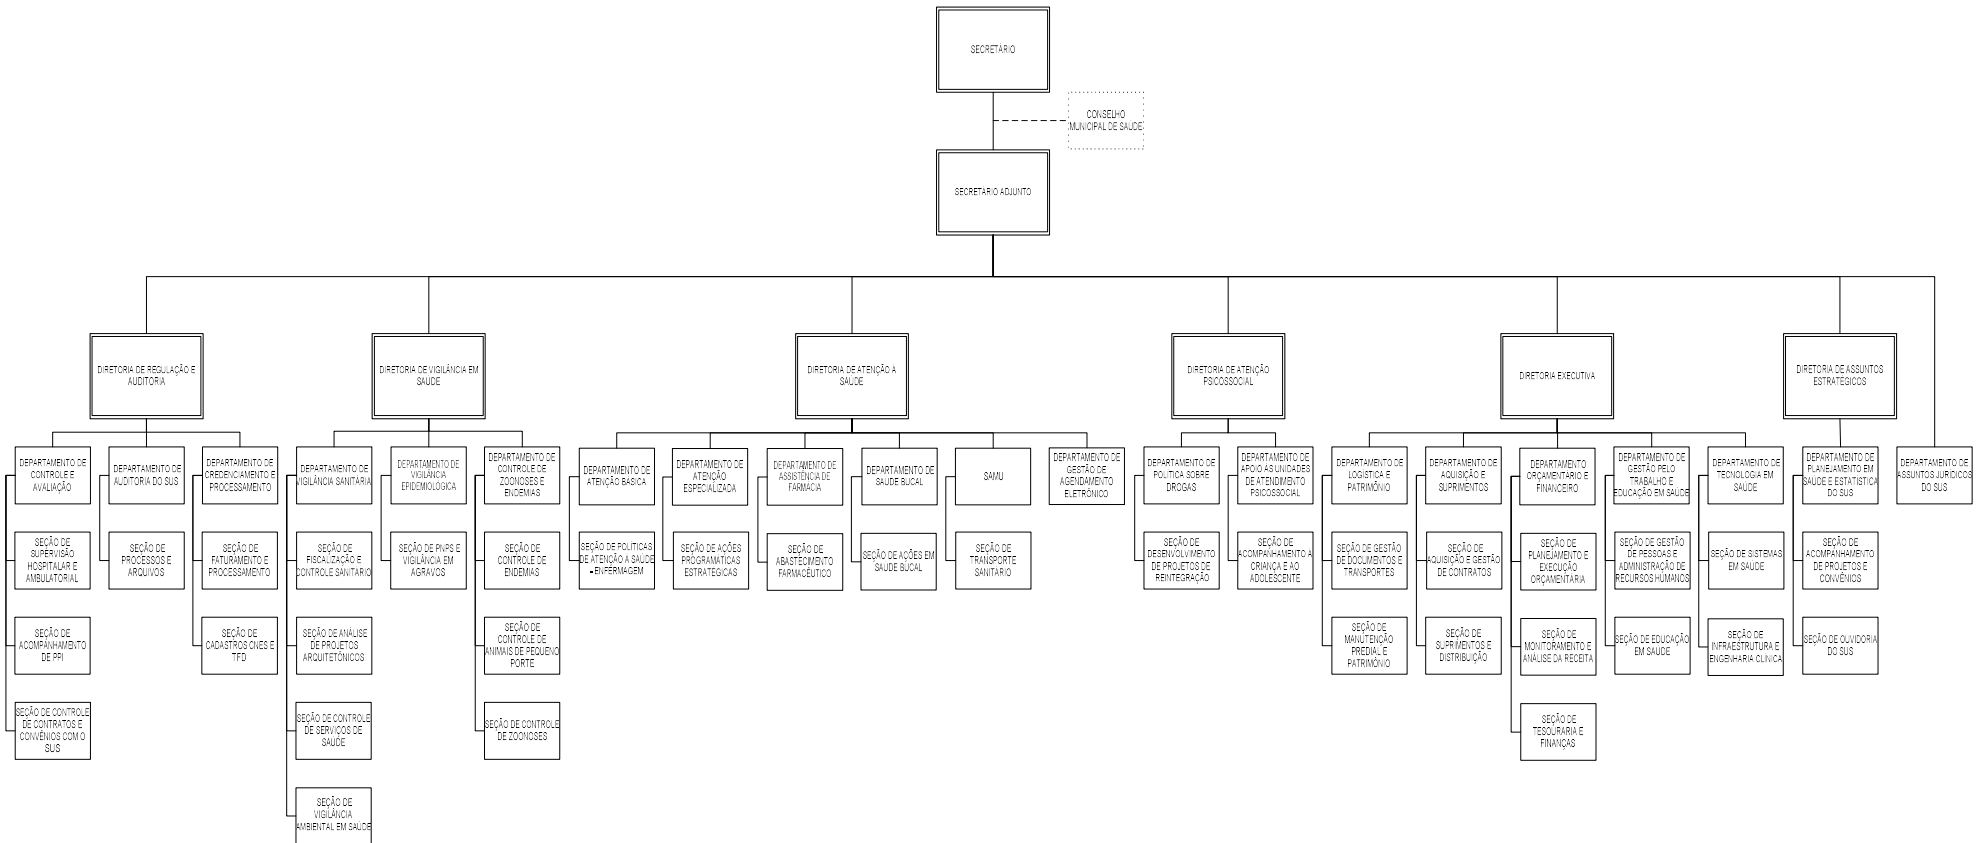 SECRETÁRIO
CONSELHO
MUNICIPAL DE SAÚDE
SECRETÁRIO ADJUNTO
DIRETORIA DE REGULAÇÃO E
AUDITORIA
DIRETORIA DE VIGILÂNCIA EM
SAÚDE
DIRETORIA DE ATENÇÃO A
SAÚDE
DIRETORIA DE ATENÇÃO
PSICOSSOCIAL
DIRETORIA EXECUTIVA
DIRETORIA DE ASSUNTOS
ESTRATÉGICOS
DEPARTAMENTO DE
CONTROLE E
AVALIAÇÃO
DEPARTAMENTO DE
AUDITORIA DO SUS
DEPARTAMENTO DE
CREDENCIAMENTO E
PROCESSAMENTO
DEPARTAMENTO DE
VIGILÂNCIA SANITÁRIA
DEPARTAMENTO DE
VIGILÂNCIA
EPIDEMIOLÓGICA
DEPARTAMENTO DE
CONTROLE DE
ZOONOSES E
ENDEMIAS
DEPARTAMENTO DE
ATENÇÃO BÁSICA
DEPARTAMENTO DE
ATENÇÃO
ESPECIALIZADA
DEPARTAMENTO DE
ASSISTÊNCIA DE
FARMÁCIA
DEPARTAMENTO DE
SAÚDE BUCAL
SAMU
DEPARTAMENTO DE
GESTÃO DE
AGENDAMENTO
ELETRÔNICO
DEPARTAMENTO DE
POLÍTICA SOBRE
DROGAS
DEPARTAMENTO DE
APOIO ÀS UNIDADES
DE ATENDIMENTO
PSICOSSOCIAL
DEPARTAMENTO DE
LOGÍSTICA E
PATRIMÔNIO
DEPARTAMENTO DE
AQUISIÇÃO E
SUPRIMENTOS
DEPARTAMENTO
ORÇAMENTÁRIO E
FINANCEIRO
DEPARTAMENTO DE
GESTÃO PELO
TRABALHO E
EDUCAÇÃO EM SAÚDE
DEPARTAMENTO DE
TECNOLOGIA EM
SAÚDE
DEPARTAMENTO DE
PLANEJAMENTO EM
SAÚDE E ESTATÍSTICA
DO SUS
DEPARTAMENTO DE
ASSUNTOS JURÍDICOS
DO SUS
SEÇÃO DE
SUPERVISÃO
HOSPITALAR E
AMBULATORIAL
SEÇÃO DE
PROCESSOS E
ARQUIVOS
SEÇÃO DE
FATURAMENTO E
PROCESSAMENTO
SEÇÃO DE
FISCALIZAÇÃO E
CONTROLE SANITÁRIO
SEÇÃO DE PNPS E
VIGILÂNCIA EM
AGRAVOS
SEÇÃO DE
CONTROLE DE
ENDEMIAS
SEÇÃO DE POLÍTICAS
DE ATENÇÃO A SAÚDE
- ENFERMAGEM
SEÇÃO DE AÇÕES
PROGRAMÁTICAS
ESTRATÉGICAS
SEÇÃO DE
ABASTECIMENTO
FARMACÊUTICO
SEÇÃO DE AÇÕES EM
SAÚDE BUCAL
SEÇÃO DE
TRANSPORTE
SANITÁRIO
SEÇÃO DE
DESENVOLVIMENTO
DE PROJETOS DE
REINTEGRAÇÃO
SEÇÃO DE
ACOMPANHAMENTO A
CRIANÇA E AO
ADOLESCENTE
SEÇÃO DE GESTÃO
DE DOCUMENTOS E
TRANSPORTES
SEÇÃO DE
AQUISIÇÃO E GESTÃO
DE CONTRATOS
SEÇÃO DE
PLANEJAMENTO E
EXECUÇÃO
ORÇAMENTÁRIA
SEÇÃO DE GESTÃO
DE PESSOAS E
ADMINISTRAÇÃO DE
RECURSOS HUMANOS
SEÇÃO DE SISTEMAS
EM SAÚDE
SEÇÃO DE
ACOMPANHAMENTO
DE PROJETOS E
CONVÊNIOS
SEÇÃO DE
ACOMPANHAMENTO
DE PPI
SEÇÃO DE
CADASTROS CNES E
TFD
SEÇÃO DE ANÁLISE
DE PROJETOS
ARQUITETÔNICOS
SEÇÃO DE
CONTROLE DE
ANIMAIS DE PEQUENO
PORTE
SEÇÃO DE
MANUTENÇÃO
PREDIAL E
PATRIMÔNIO
SEÇÃO DE
SUPRIMENTOS E
DISTRIBUIÇÃO
SEÇÃO DE
MONITORAMENTO E
ANÁLISE DA RECEITA
SEÇÃO DE EDUCAÇÃO
EM SAÚDE
SEÇÃO DE
INFRAESTRUTURA E
ENGENHARIA CLÍNICA
SEÇÃO DE OUVIDORIA
DO SUS
SEÇÃO DE CONTROLE
DE CONTRATOS E
CONVÊNIOS COM O
SUS
SEÇÃO DE CONTROLE
DE SERVIÇOS DE
SAÚDE
SEÇÃO DE CONTROLE
DE ZOONOSES
SEÇÃO DE
TESOURARIA E
FINANÇAS
SEÇÃO DE
VIGILÂNCIA
AMBIENTAL EM SAÚDE